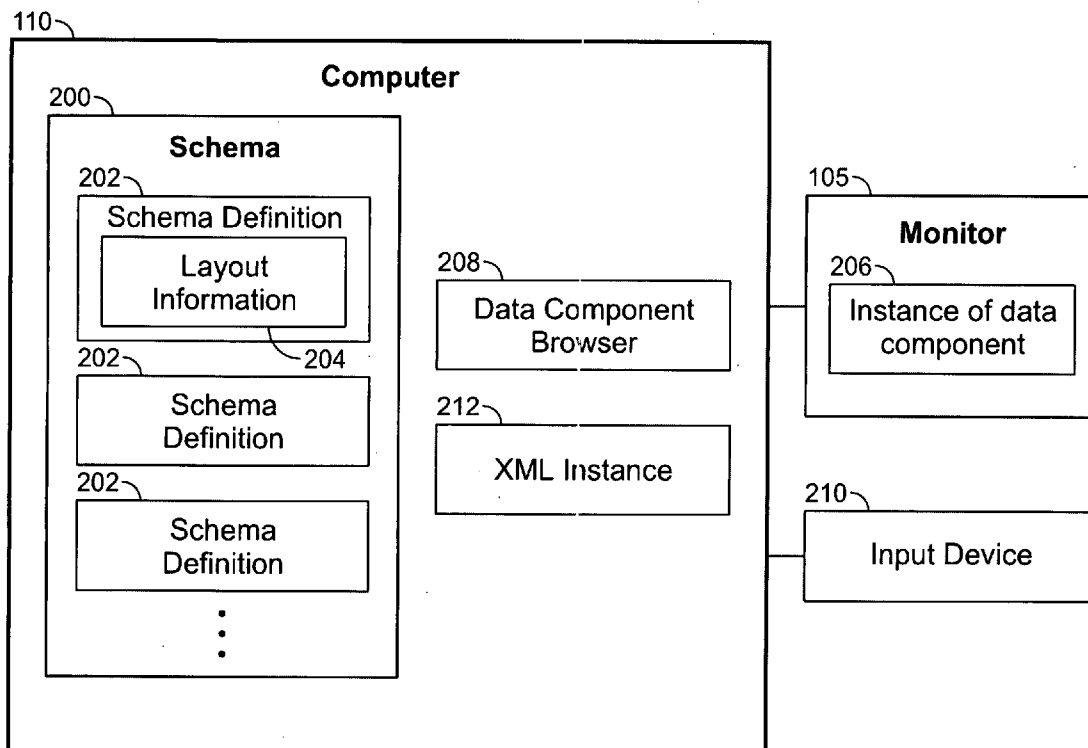 110
Computer
200
Schema
202
Schema Definition
Layout
Information
204
202
Schema
Definition
202
Schema
Definition
208
Data Component
Browser
212
XML Instance
105
Monitor
206
Instance of data
component
210
Input Device